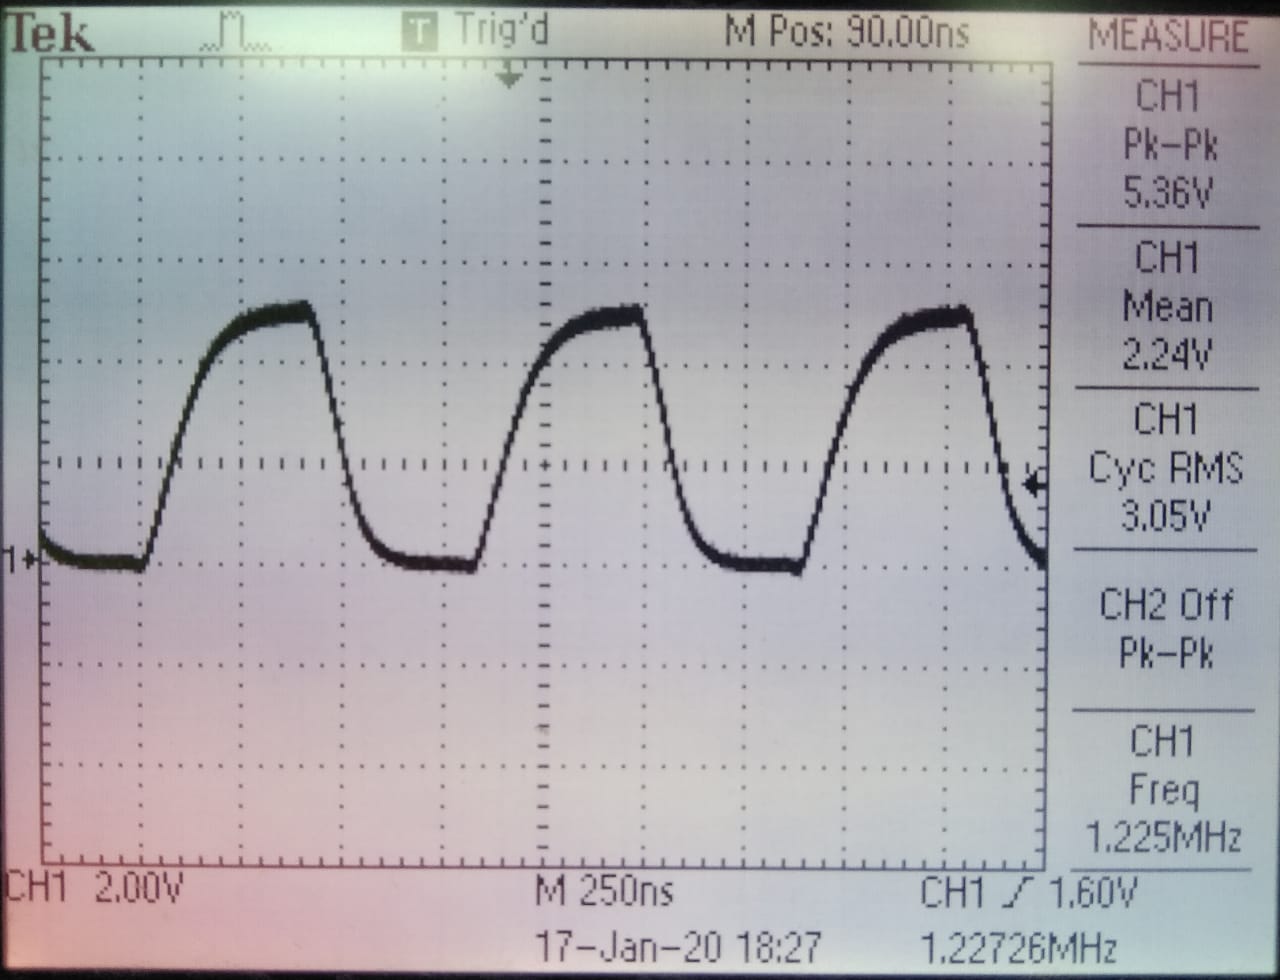 Tek T Trig'd M Pos: 90.00ns MEASURE
CH1
Pk-Pk
5.36V
CH1
Mean
2.24V
CH1
Cyc RMS
3.05V
CH2 Off
Pk-Pk
CH1
Freq
1.225MHz
1
CH1 2.00V M 250ns CH1 1.60V
17-Jan-20 18:27 1.22726MHz